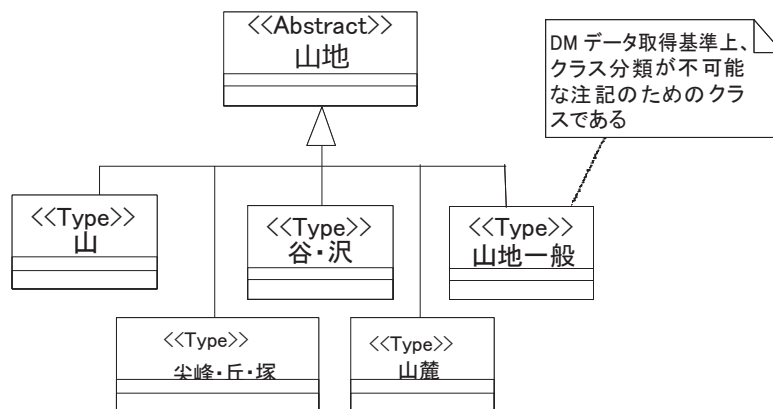 <<Abstract>>
山地
DMデータ取得基準上、
クラス分類が不可能
な注記のためのクラ
スである
<<Type>>
山
<<Type>>
谷・沢
<<Type>>
山地一般
<<Type>>
尖峰・丘・塚
<<Type>>
山麓